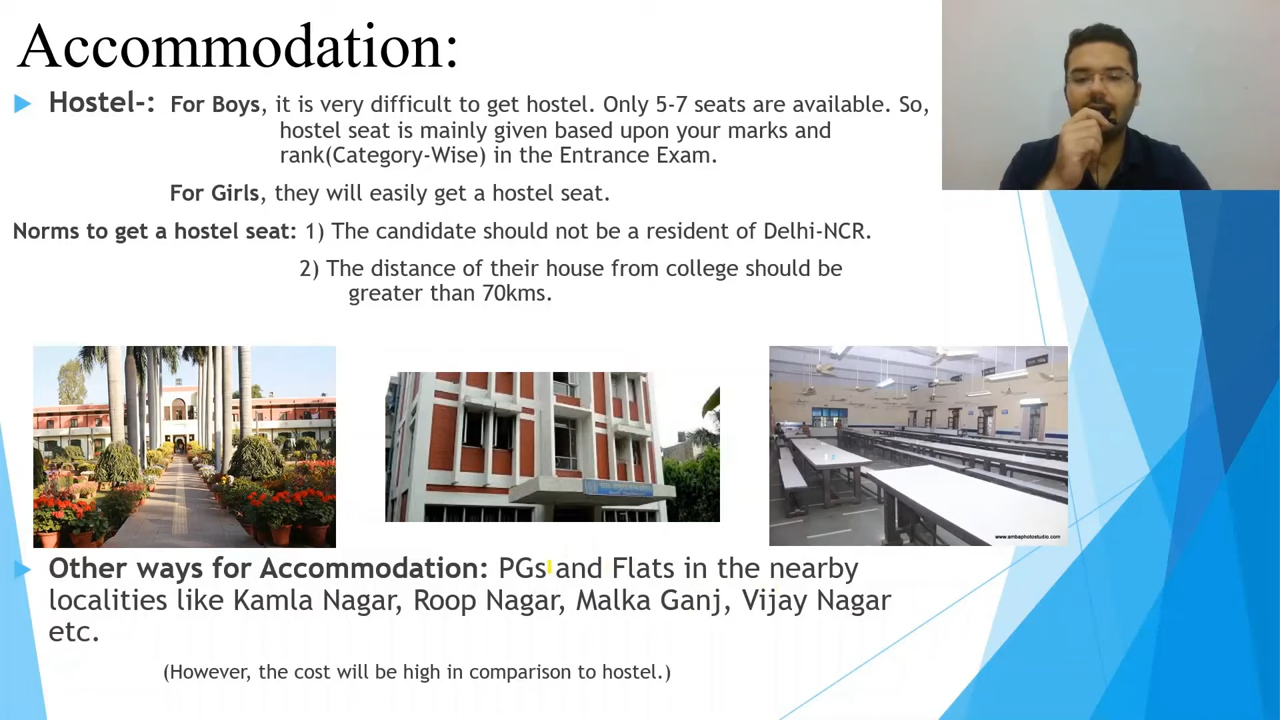 Accommodation:
Hostel-: For Boys, it is very difficult to get hostel. Only 5-7 seats are available. So,
hostel seat is mainly given based upon your marks and
rank(Category-Wise) in the Entrance Exam.
For Girls, they will easily get a hostel seat.
Norms to get a hostel seat: 1) The candidate should not be a resident of Delhi-NCR.
2) The distance of their house from college should be
greater than 70kms.
www.ambaphotostudio.com
Other ways for Accommodation: PGs and Flats in the nearby
localities like Kamla Nagar, Roop Nagar, Malka Ganj, Vijay Nagar
etc.
(However, the cost will be high in comparison to hostel.)